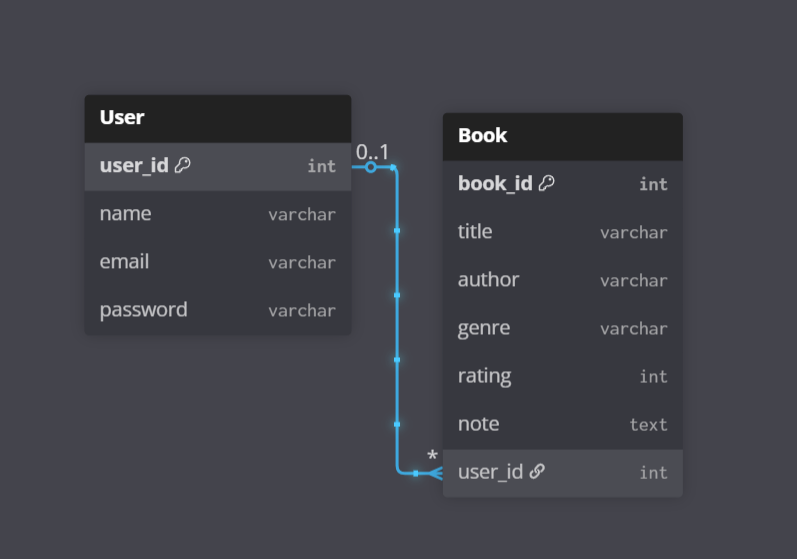 User
user_id int
name varchar
email varchar
password varchar
0..1
Book
book_id int
title varchar
author varchar
genre varchar
rating int
note text
* 
user_id int